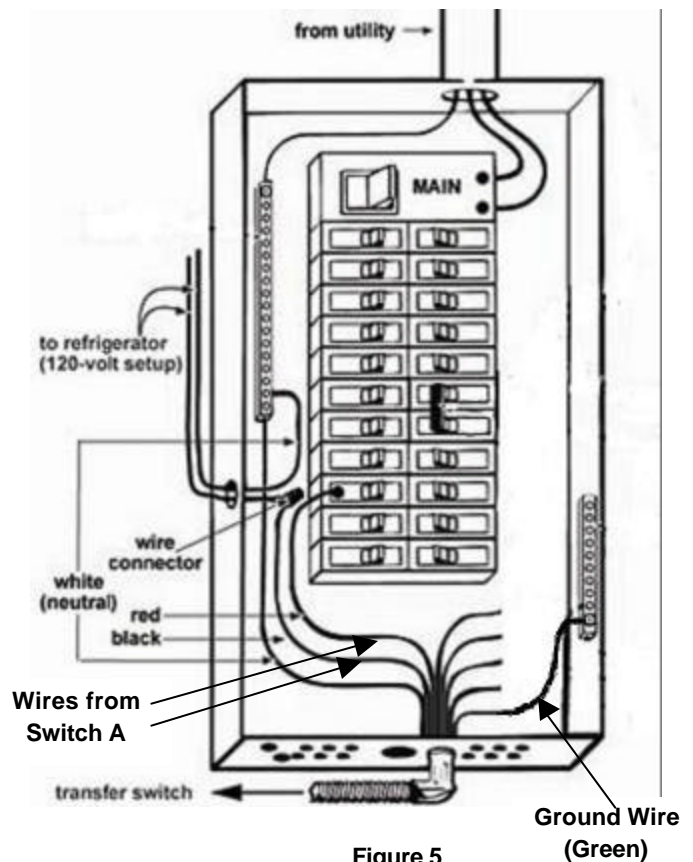 from utility
MAIN
to refrigerator
(120-volt setup)
wire
connector
white
(neutral)
red
black
Wires from
Switch A
transfer switch
Ground Wire
(Green)
Figure 5